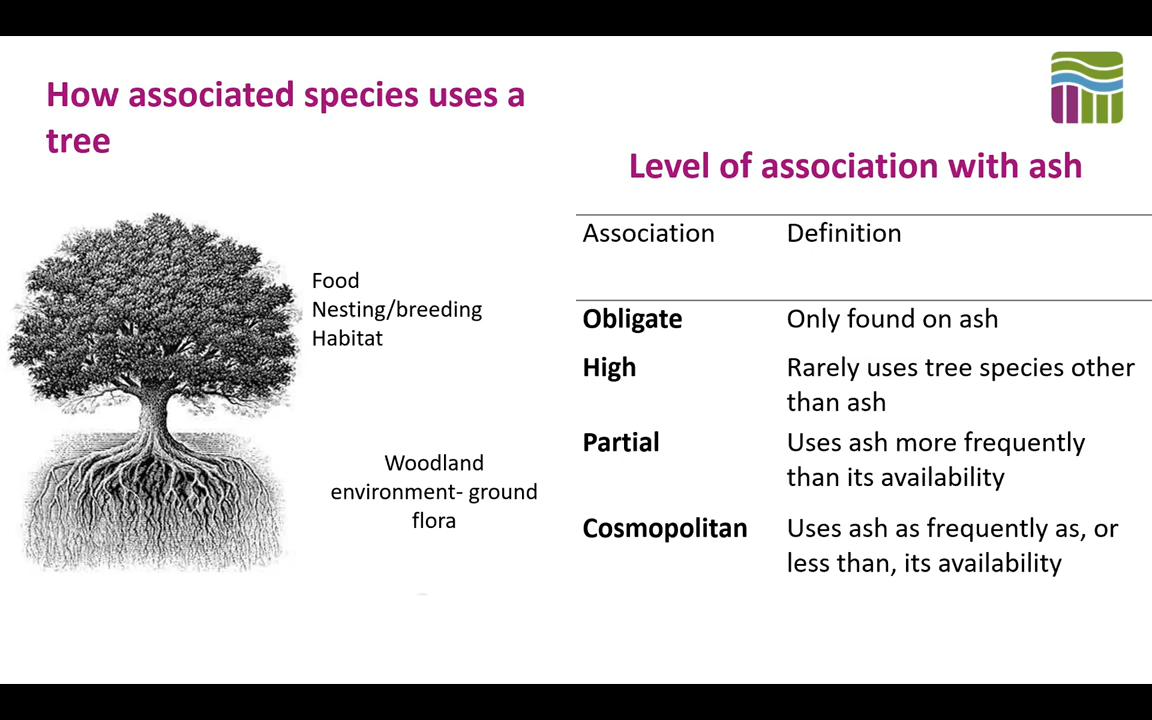 How associated species uses a
tree
Food
Nesting/breeding
Habitat
Woodland
environment- ground
flora
Level of association with ash
Association Definition
Obligate Only found on ash
High Rarely uses tree species other
than ash
Partial Uses ash more frequently
than its availability
Cosmopolitan Uses ash as frequently as, or
less than, its availability